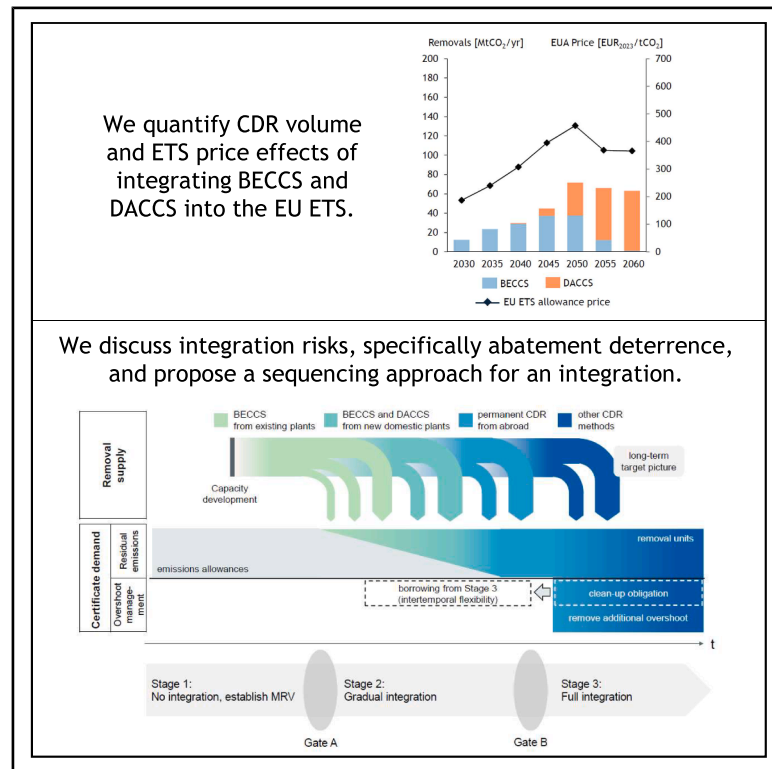 We quantify CDR volume
and ETS price effects of
integrating BECCS and
DACCS into the EU ETS.
Removals [MtCO₂/yr] EUA Price [EUR₂₀₂₃/tCO₂]
200 700
180
160 600
140 500
120
100 400
80 300
60 200
40
20 100
0 0
2030 2035 2040 2045 2050 2055 2060
BECCS DACCS
EU ETS allowance price
We discuss integration risks, specifically abatement deterrence,
and propose a sequencing approach for an integration.
BECCS
from existing plants
BECCS and DACCS
from new domestic plants
permanent CDR
from abroad
other CDR
methods
Removal
supply
Capacity
development
long-term
target picture
Certificate demand
Residual
emissions
emissions allowances
removal units
Overshoot
manage-
ment
borrowing from Stage 3
(intertemporal flexibility)
clean-up obligation
remove additional overshoot
t
Stage 1:
No integration, establish MRV
Stage 2:
Gradual integration
Stage 3:
Full integration
Gate A
Gate B